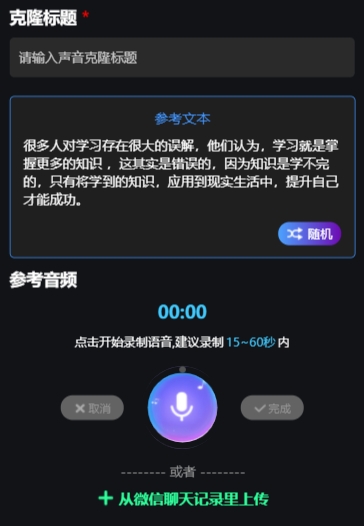 克隆标题 *
请输入声音克隆标题
参考文本
很多人对学习存在很大的误解，他们认为，学习就是掌
握更多的知识 ，这其实是错误的，因为知识是学不完
的，只有将学到的知识，应用到现实生活中，提升自己
才能成功。
随机
参考音频
00:00
点击开始录制语音,建议录制 15~60秒 内
取消
完成
-------- 或者 --------
+ 从微信聊天记录里上传